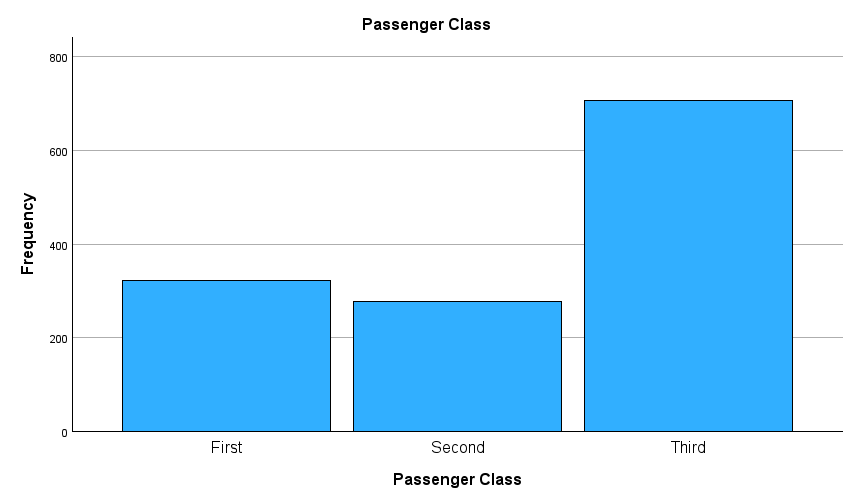 Passenger Class
800
600
400
200
0
Frequency
First Second Third
Passenger Class